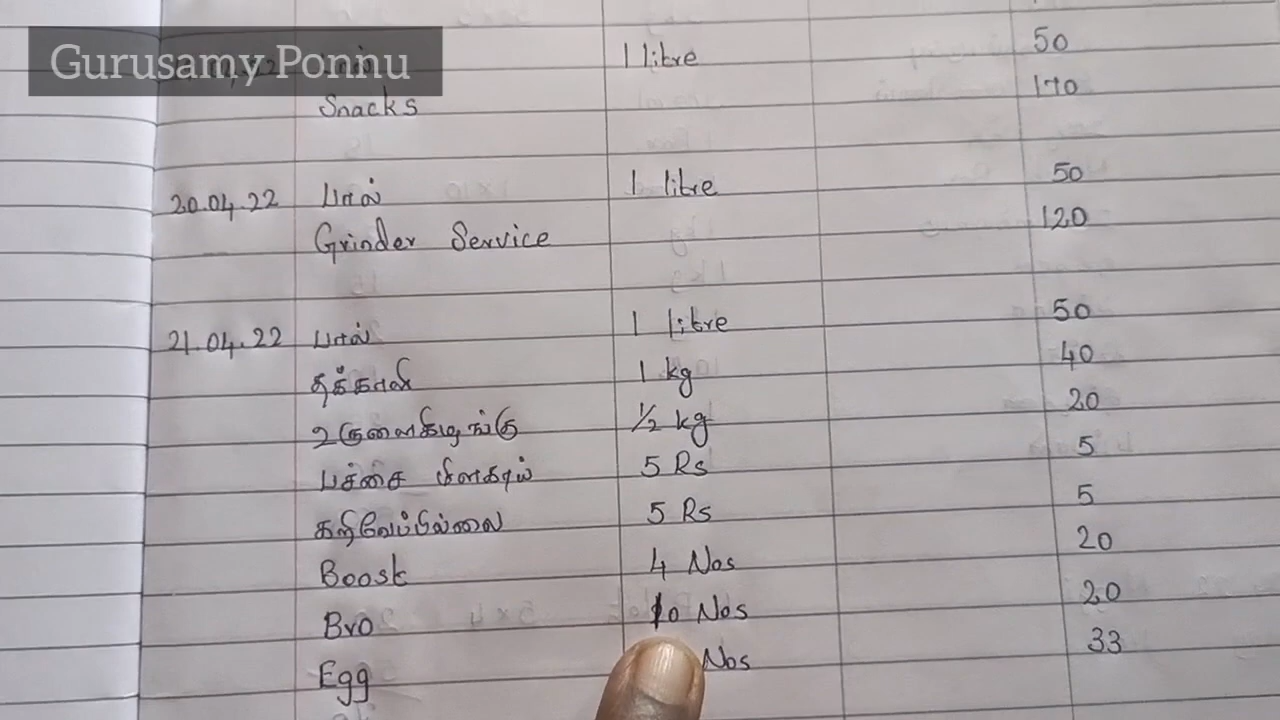 Gurusamy Ponnu
பால் 1 litre 50
Snacks 170
20.04.22 பால் 1 litre 50
Grinder Service 120
21.04.22 பால் 1 litre 50
தக்காளி 1 kg 40
உருளைகிழங்கு 1/2 kg 20
பச்சை மிளகாய் 5 Rs 5
கறிவேப்பில்லை 5 Rs 5
Boost 4 Nos 20
Bro 10 Nos 20
Egg Nos 33